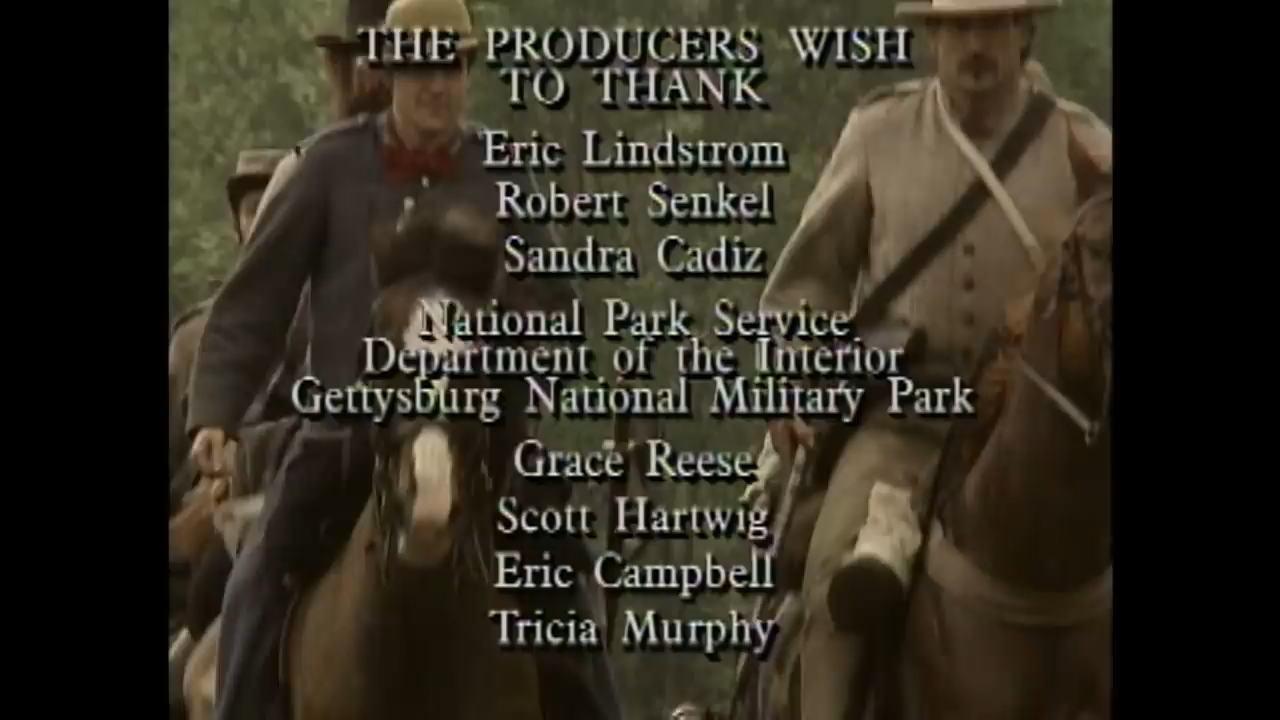 THE PRODUCERS WISH
TO THANK
Eric Lindstrom
Robert Senkel
Sandra Cadiz
National Park Service
Department of the Interior
Gettysburg National Military Park
Grace Reese
Scott Hartwig
Eric Campbell
Tricia Murphy